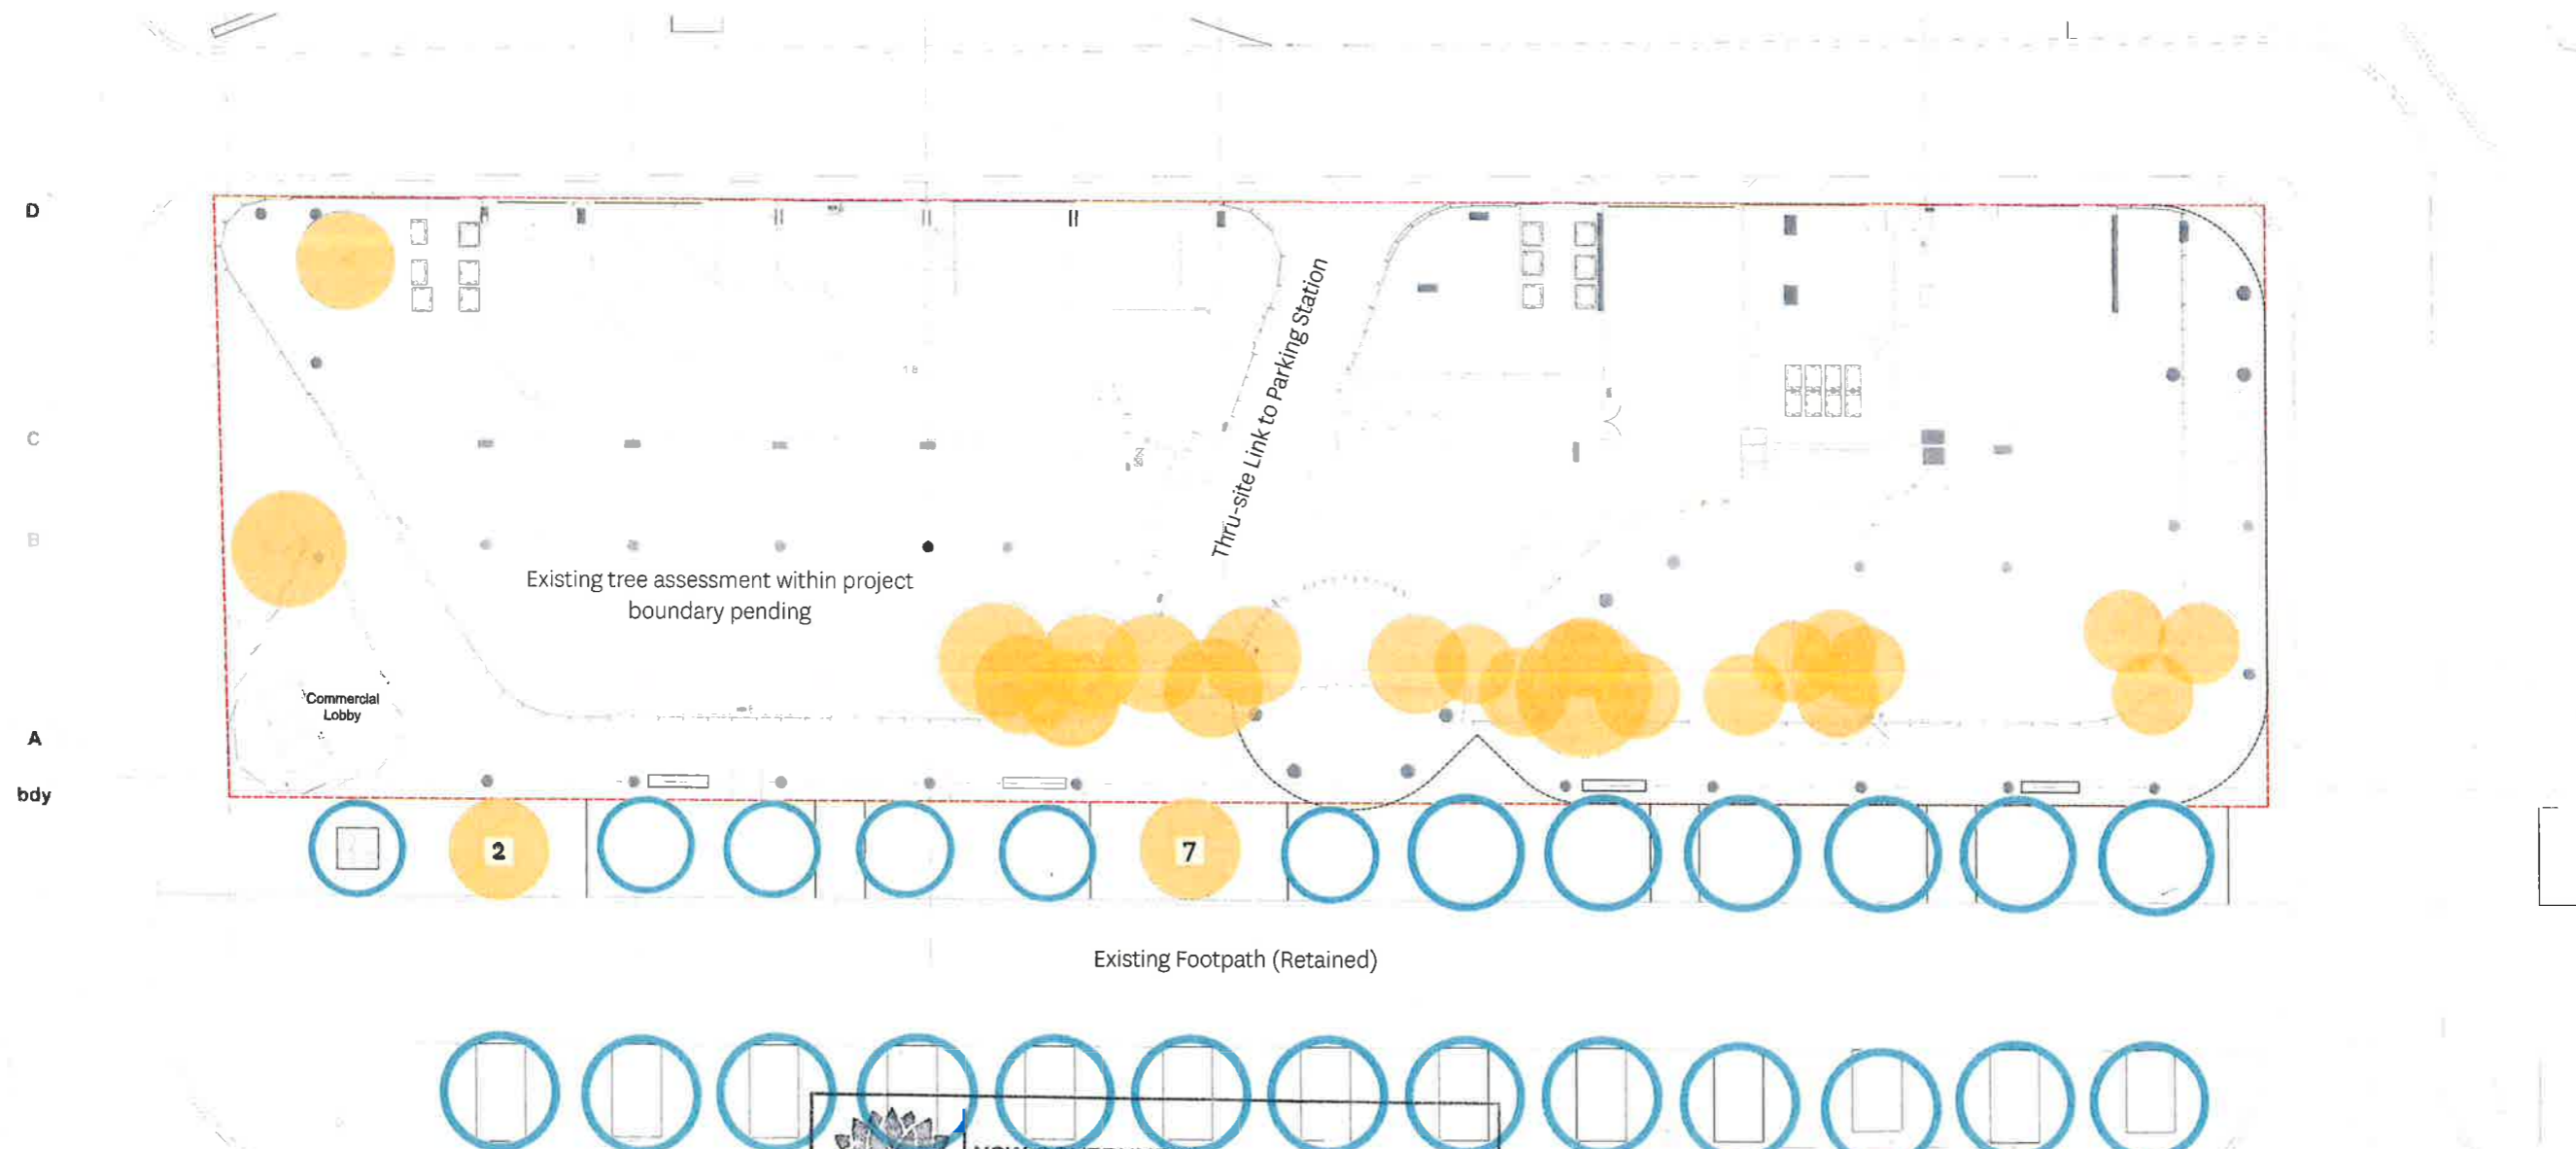 D
C
B
A
bdy
Thru-site Link to Parking Station
Existing tree assessment within project
boundary pending
Commercial
Lobby
2
7
Existing Footpath (Retained)